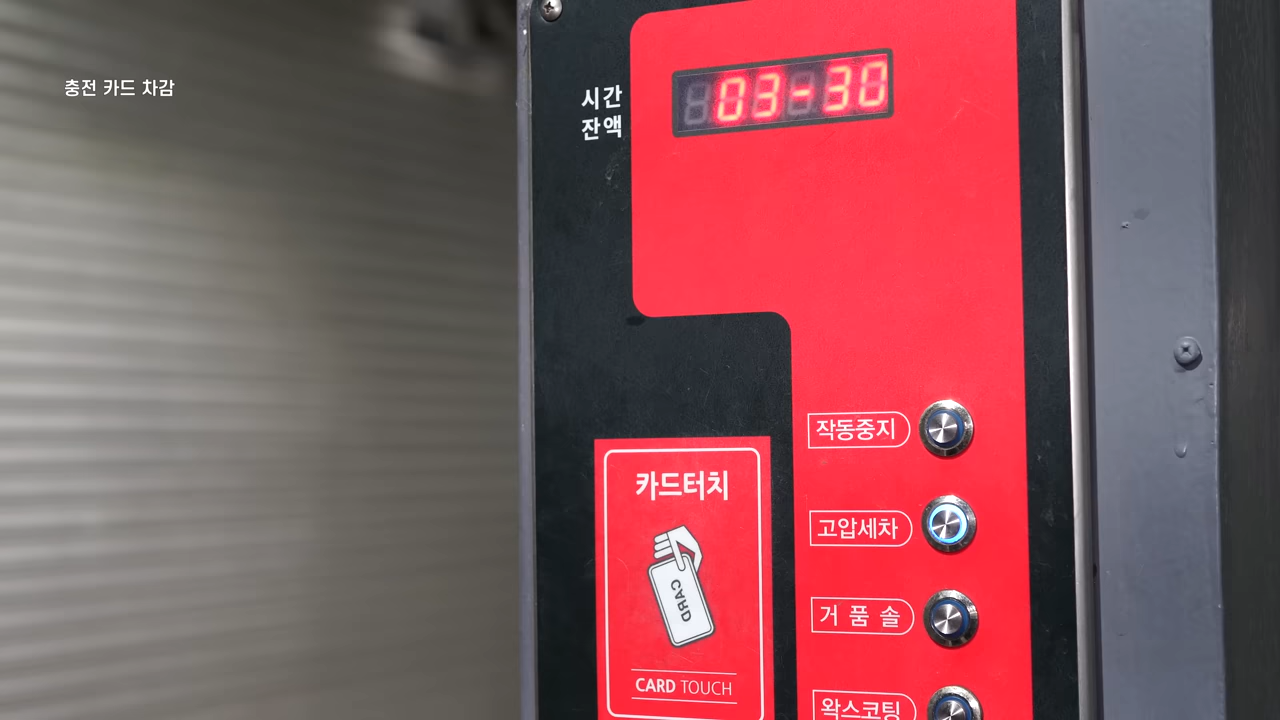 충전 카드 차감
시간
잔액
03-30
작동중지
카드터치
고압세차
CARD
거 품 솔
CARD TOUCH
왁스코팅